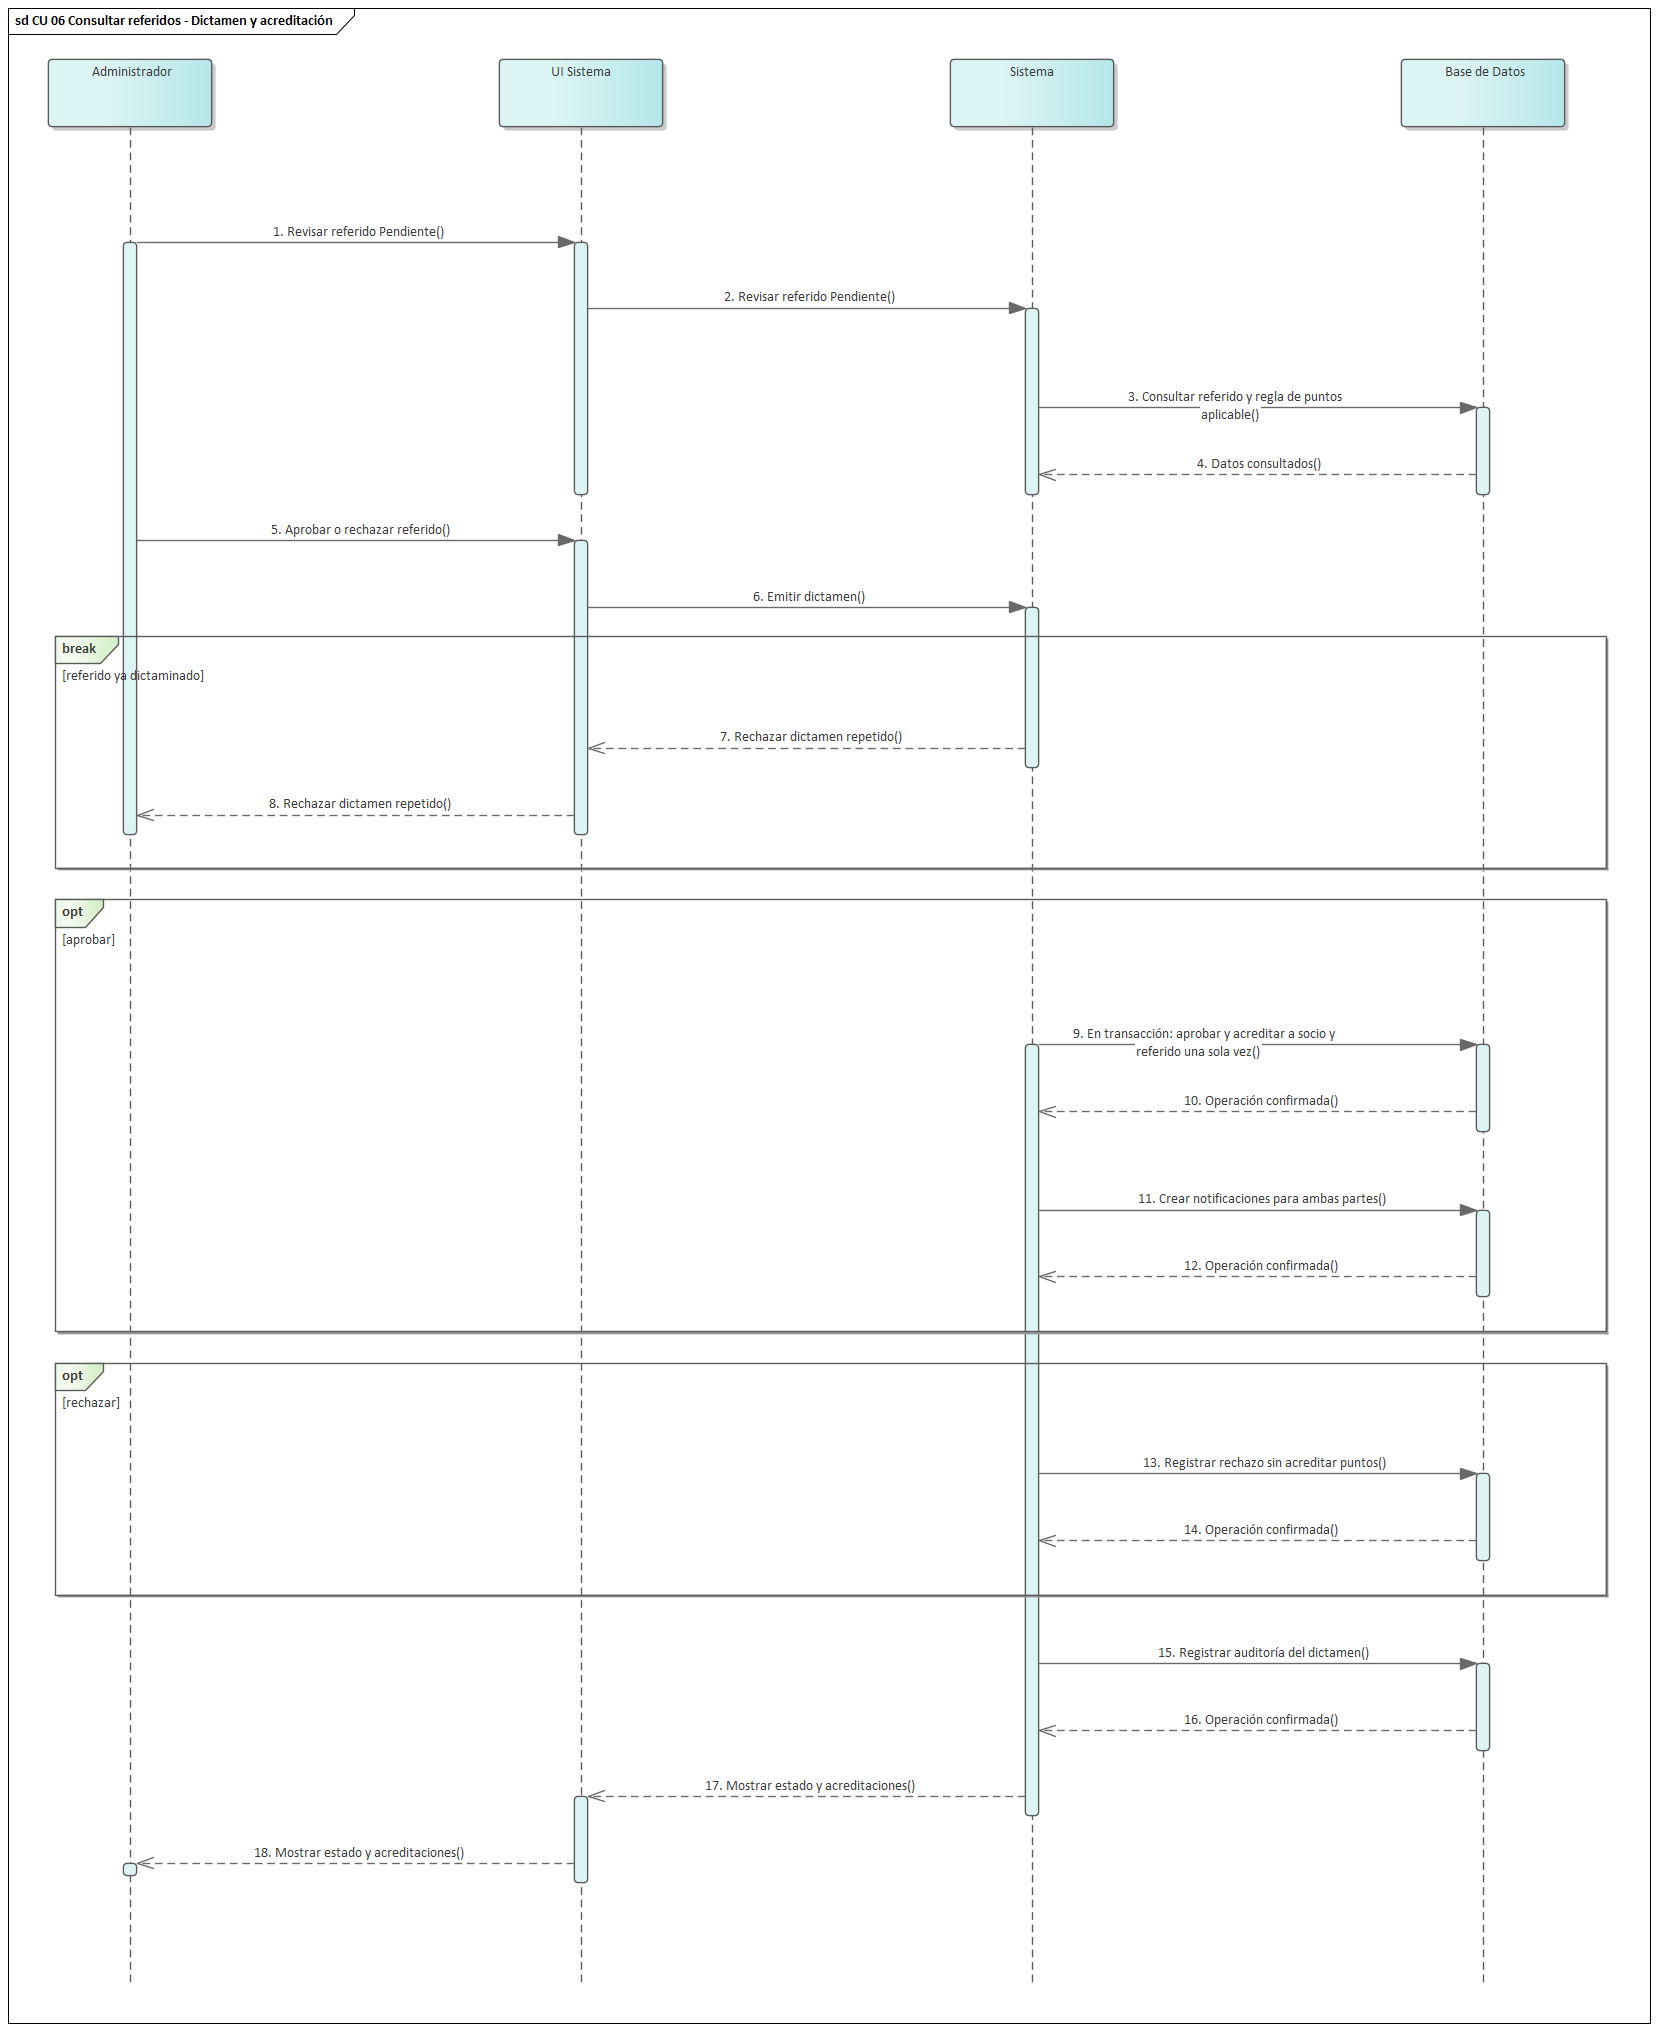 sd CU 06 Consultar referidos - Dictamen y acreditación
Administrador
UI Sistema
Sistema
Base de Datos
1. Revisar referido Pendiente()
2. Revisar referido Pendiente()
3. Consultar referido y regla de puntos
aplicable()
4. Datos consultados()
5. Aprobar o rechazar referido()
6. Emitir dictamen()
break
[referido ya dictaminado]
7. Rechazar dictamen repetido()
8. Rechazar dictamen repetido()
opt
[aprobar]
9. En transacción: aprobar y acreditar a socio y
referido una sola vez()
10. Operación confirmada()
11. Crear notificaciones para ambas partes()
12. Operación confirmada()
opt
[rechazar]
13. Registrar rechazo sin acreditar puntos()
14. Operación confirmada()
15. Registrar auditoría del dictamen()
16. Operación confirmada()
17. Mostrar estado y acreditaciones()
18. Mostrar estado y acreditaciones()